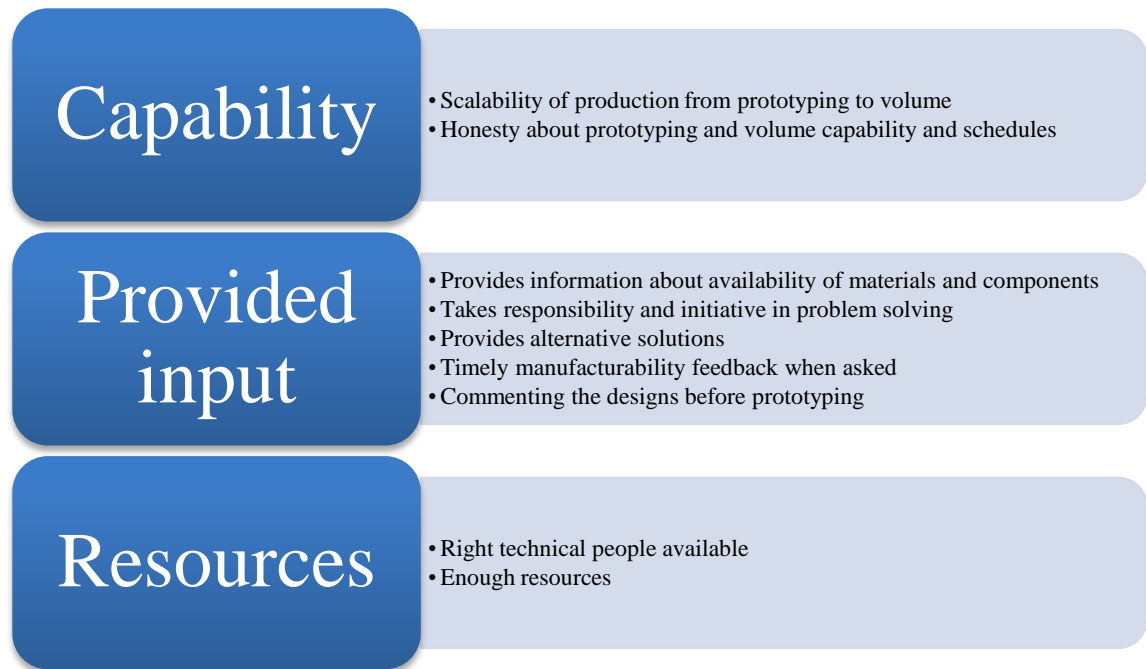 Capability
• Scalability of production from prototyping to volume
• Honesty about prototyping and volume capability and schedules
Provided
input
• Provides information about availability of materials and components
• Takes responsibility and initiative in problem solving
• Provides alternative solutions
• Timely manufacturability feedback when asked
• Commenting the designs before prototyping
Resources
• Right technical people available
• Enough resources